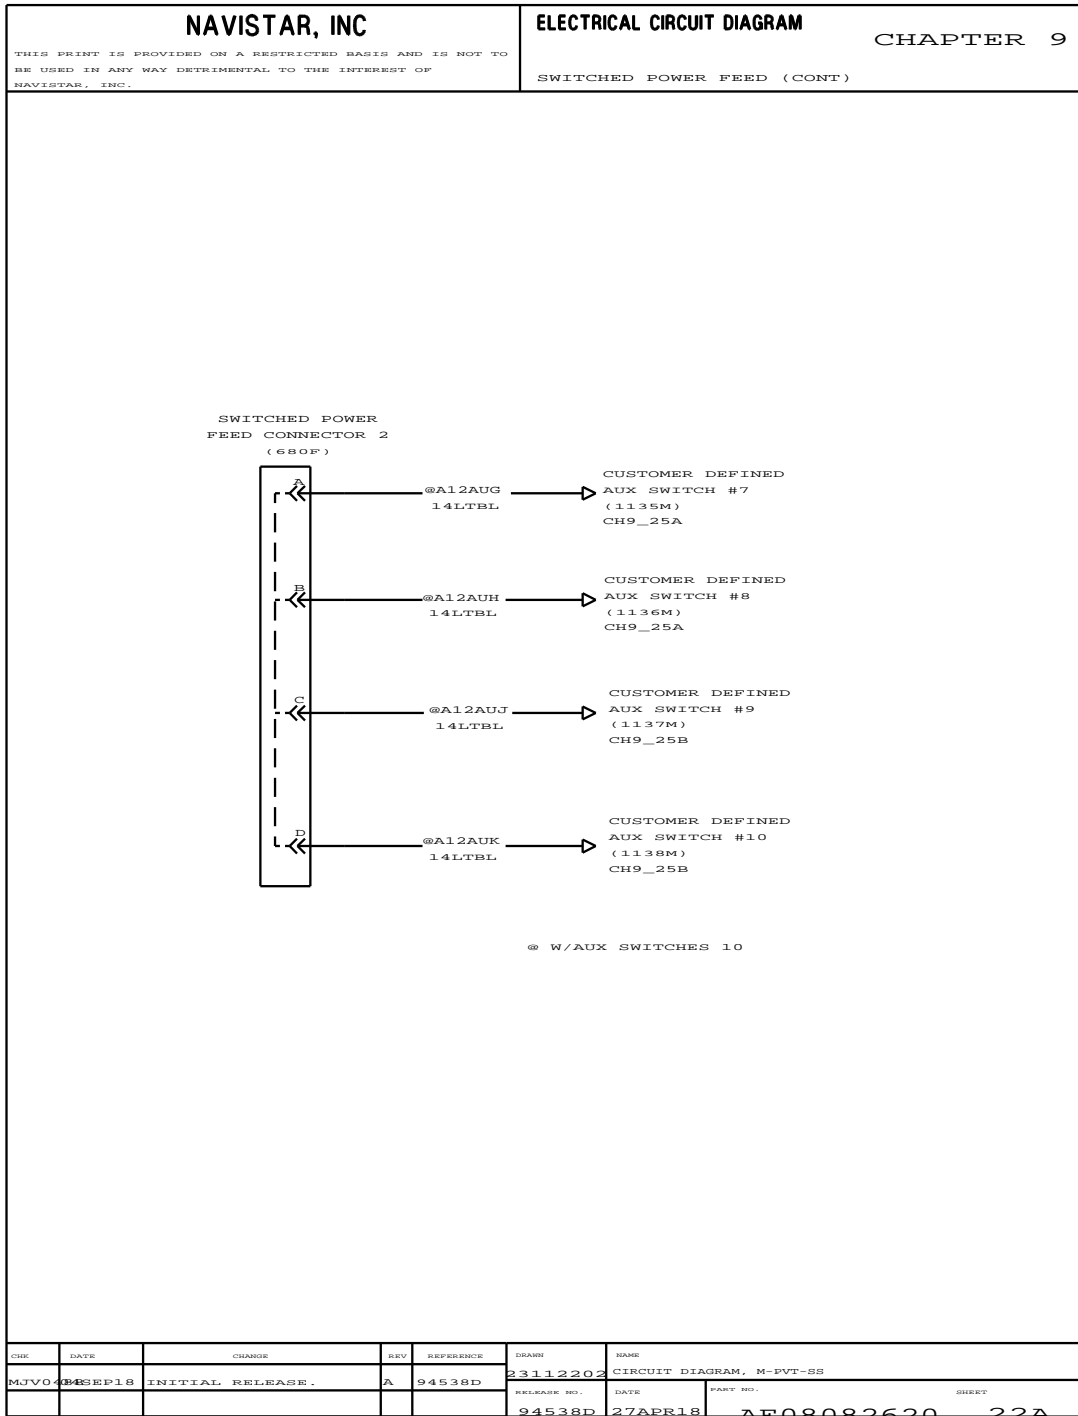 NAVISTAR, INC
THIS PRINT IS PROVIDED ON A RESTRICTED BASIS AND IS NOT TO
BE USED IN ANY WAY DETRIMENTAL TO THE INTEREST OF
NAVISTAR, INC.
ELECTRICAL CIRCUIT DIAGRAM
CHAPTER 9
SWITCHED POWER FEED (CONT)
SWITCHED POWER
FEED CONNECTOR 2
(680F)
A
@A12AUG
14LTBL
CUSTOMER DEFINED
AUX SWITCH #7
(1135M)
CH9_25A
B
@A12AUH
14LTBL
CUSTOMER DEFINED
AUX SWITCH #8
(1136M)
CH9_25A
C
@A12AUJ
14LTBL
CUSTOMER DEFINED
AUX SWITCH #9
(1137M)
CH9_25B
D
@A12AUK
14LTBL
CUSTOMER DEFINED
AUX SWITCH #10
(1138M)
CH9_25B
@ W/AUX SWITCHES 10
CHK DATE CHANGE REV REFERENCE
INITIAL RELEASE. A 94538D
DRAWN
23112202
NAME
CIRCUIT DIAGRAM, M-PVT-SS
RELEASE NO.
94538D
DATE
27APR18
PART NO.
AF08082620
SHEET
22A